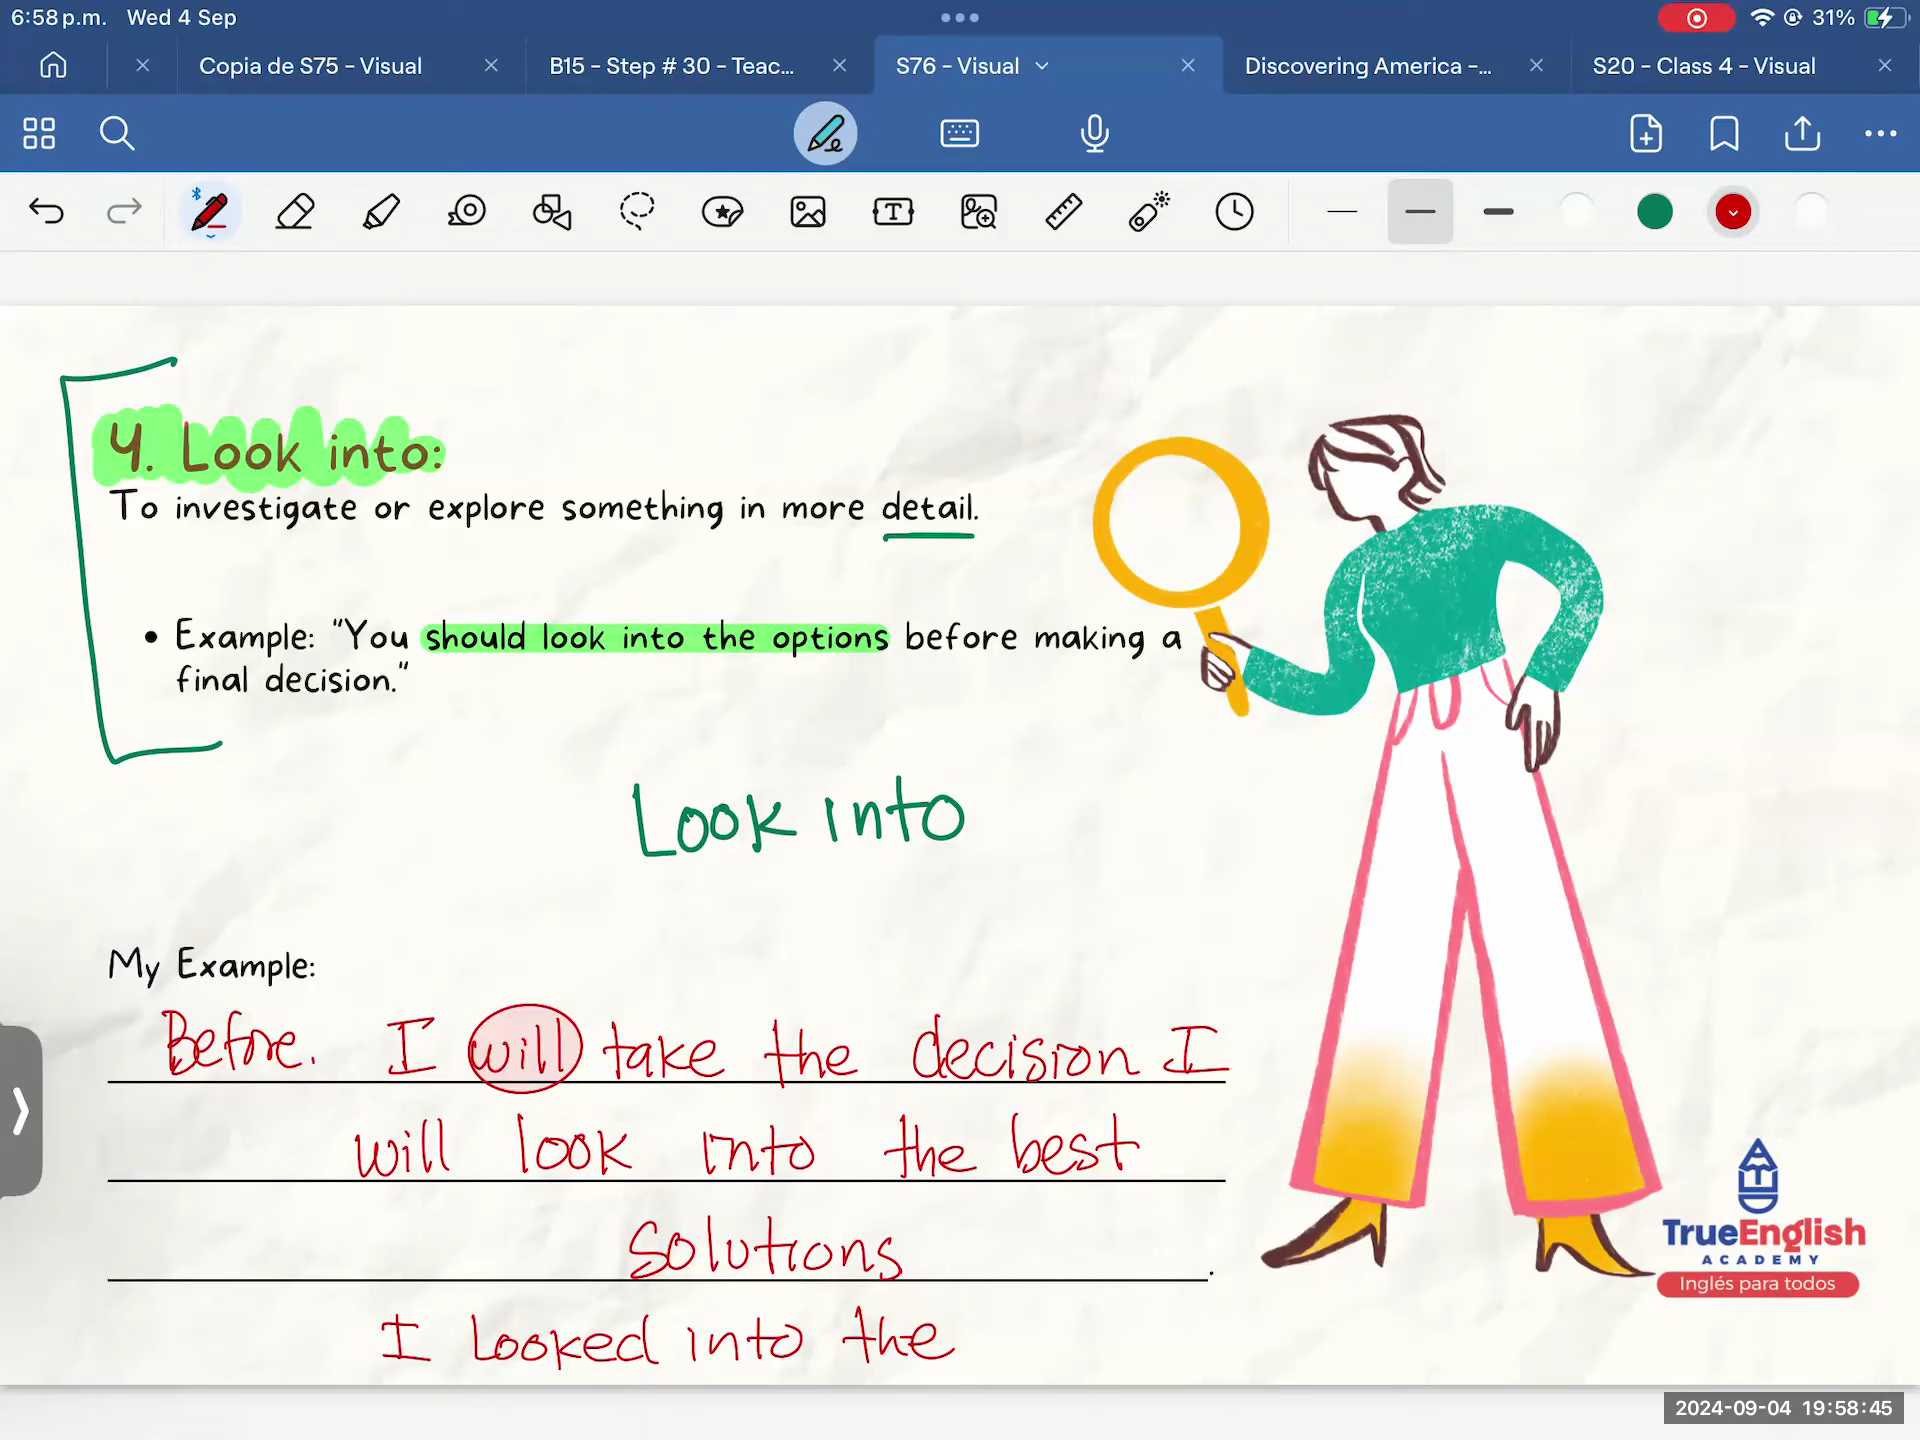 6:58 p.m. Wed 4 Sep
31%
Copia de S75 - Visual
B15 - Step # 30 - Teac...
S76 - Visual
Discovering America -...
S20 - Class 4 - Visual
4. Look into:
To investigate or explore something in more detail.
• Example: "You should look into the options before making a
final decision."
Look into
My Example:
Before. I will take the decision I
will look into the best
solutions
.
I Looked into the
TrueEnglish
ACADEMY
Inglés para todos
2024-09-04 19:58:45